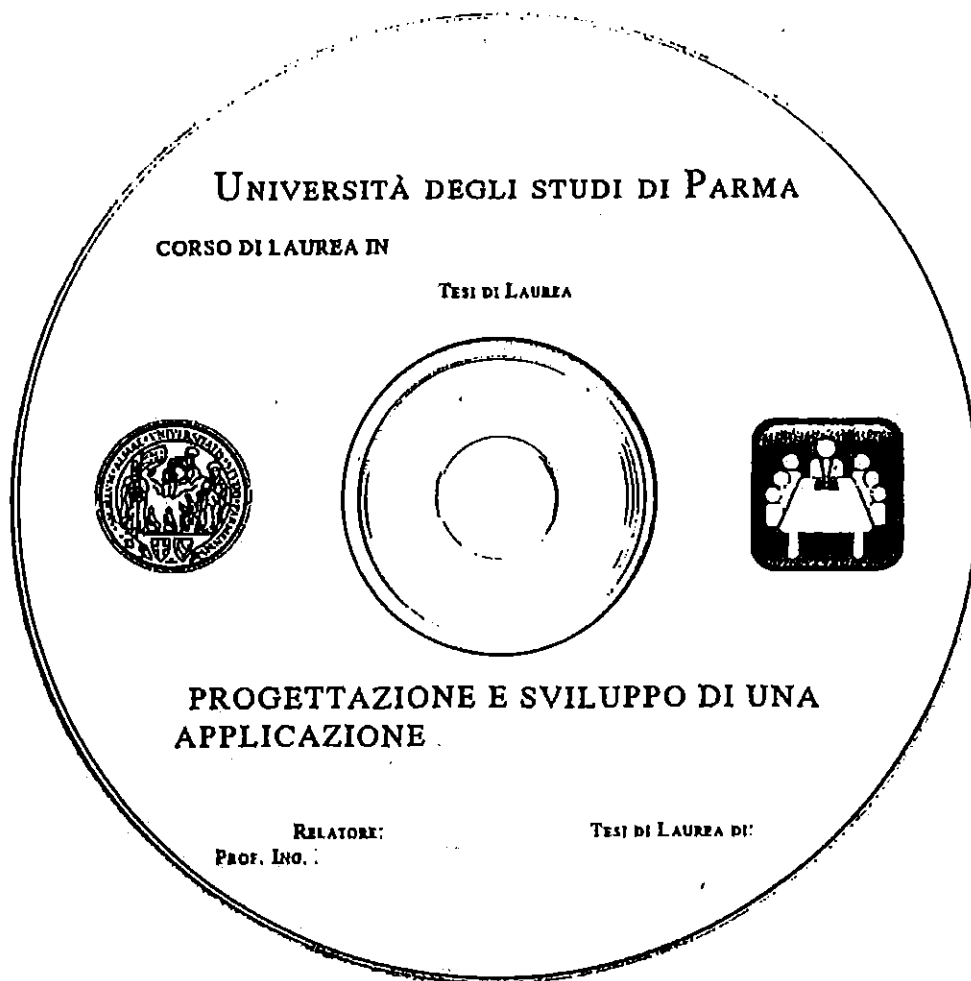 UNIVERSITÀ DEGLI STUDI DI PARMA
CORSO DI LAUREA IN
TESI DI LAUREA
PROGETTAZIONE E SVILUPPO DI UNA
APPLICAZIONE
RELATORE:
TESI DI LAUREA DI:
PROF. ING.